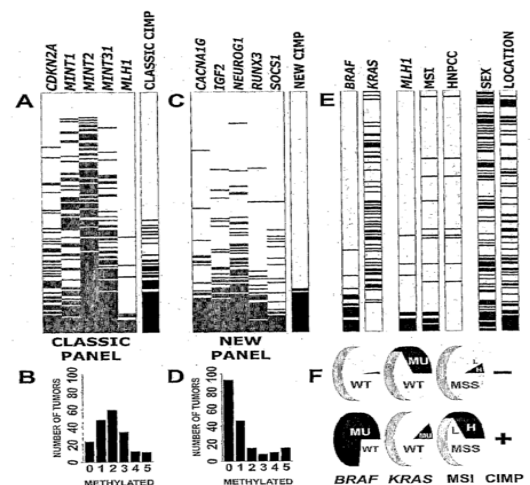 CDKN2A
MINT1
MINT2
MINT31
MLH1
CLASSIC CIMP
CACNA1G
IGF2
NEUROG1
RUNX3
SOCS1
NEW CIMP
BRAF
KRAS
MLH1
MSI
HNPCC
SEX
LOCATION
A
C
E
CLASSIC
PANEL
NEW
PANEL
B
NUMBER OF TUMORS
0 20 40 60 80 100
0 1 2 3 4 5
METHYLATED
D
NUMBER OF TUMORS
0 20 40 60 80 100
0 1 2 3 4 5
METHYLATED
F
WT
MU
WT
L
H
MSS
−
MU
WT
MU
WT
L H
MSS
+
BRAF KRAS MSI CIMP